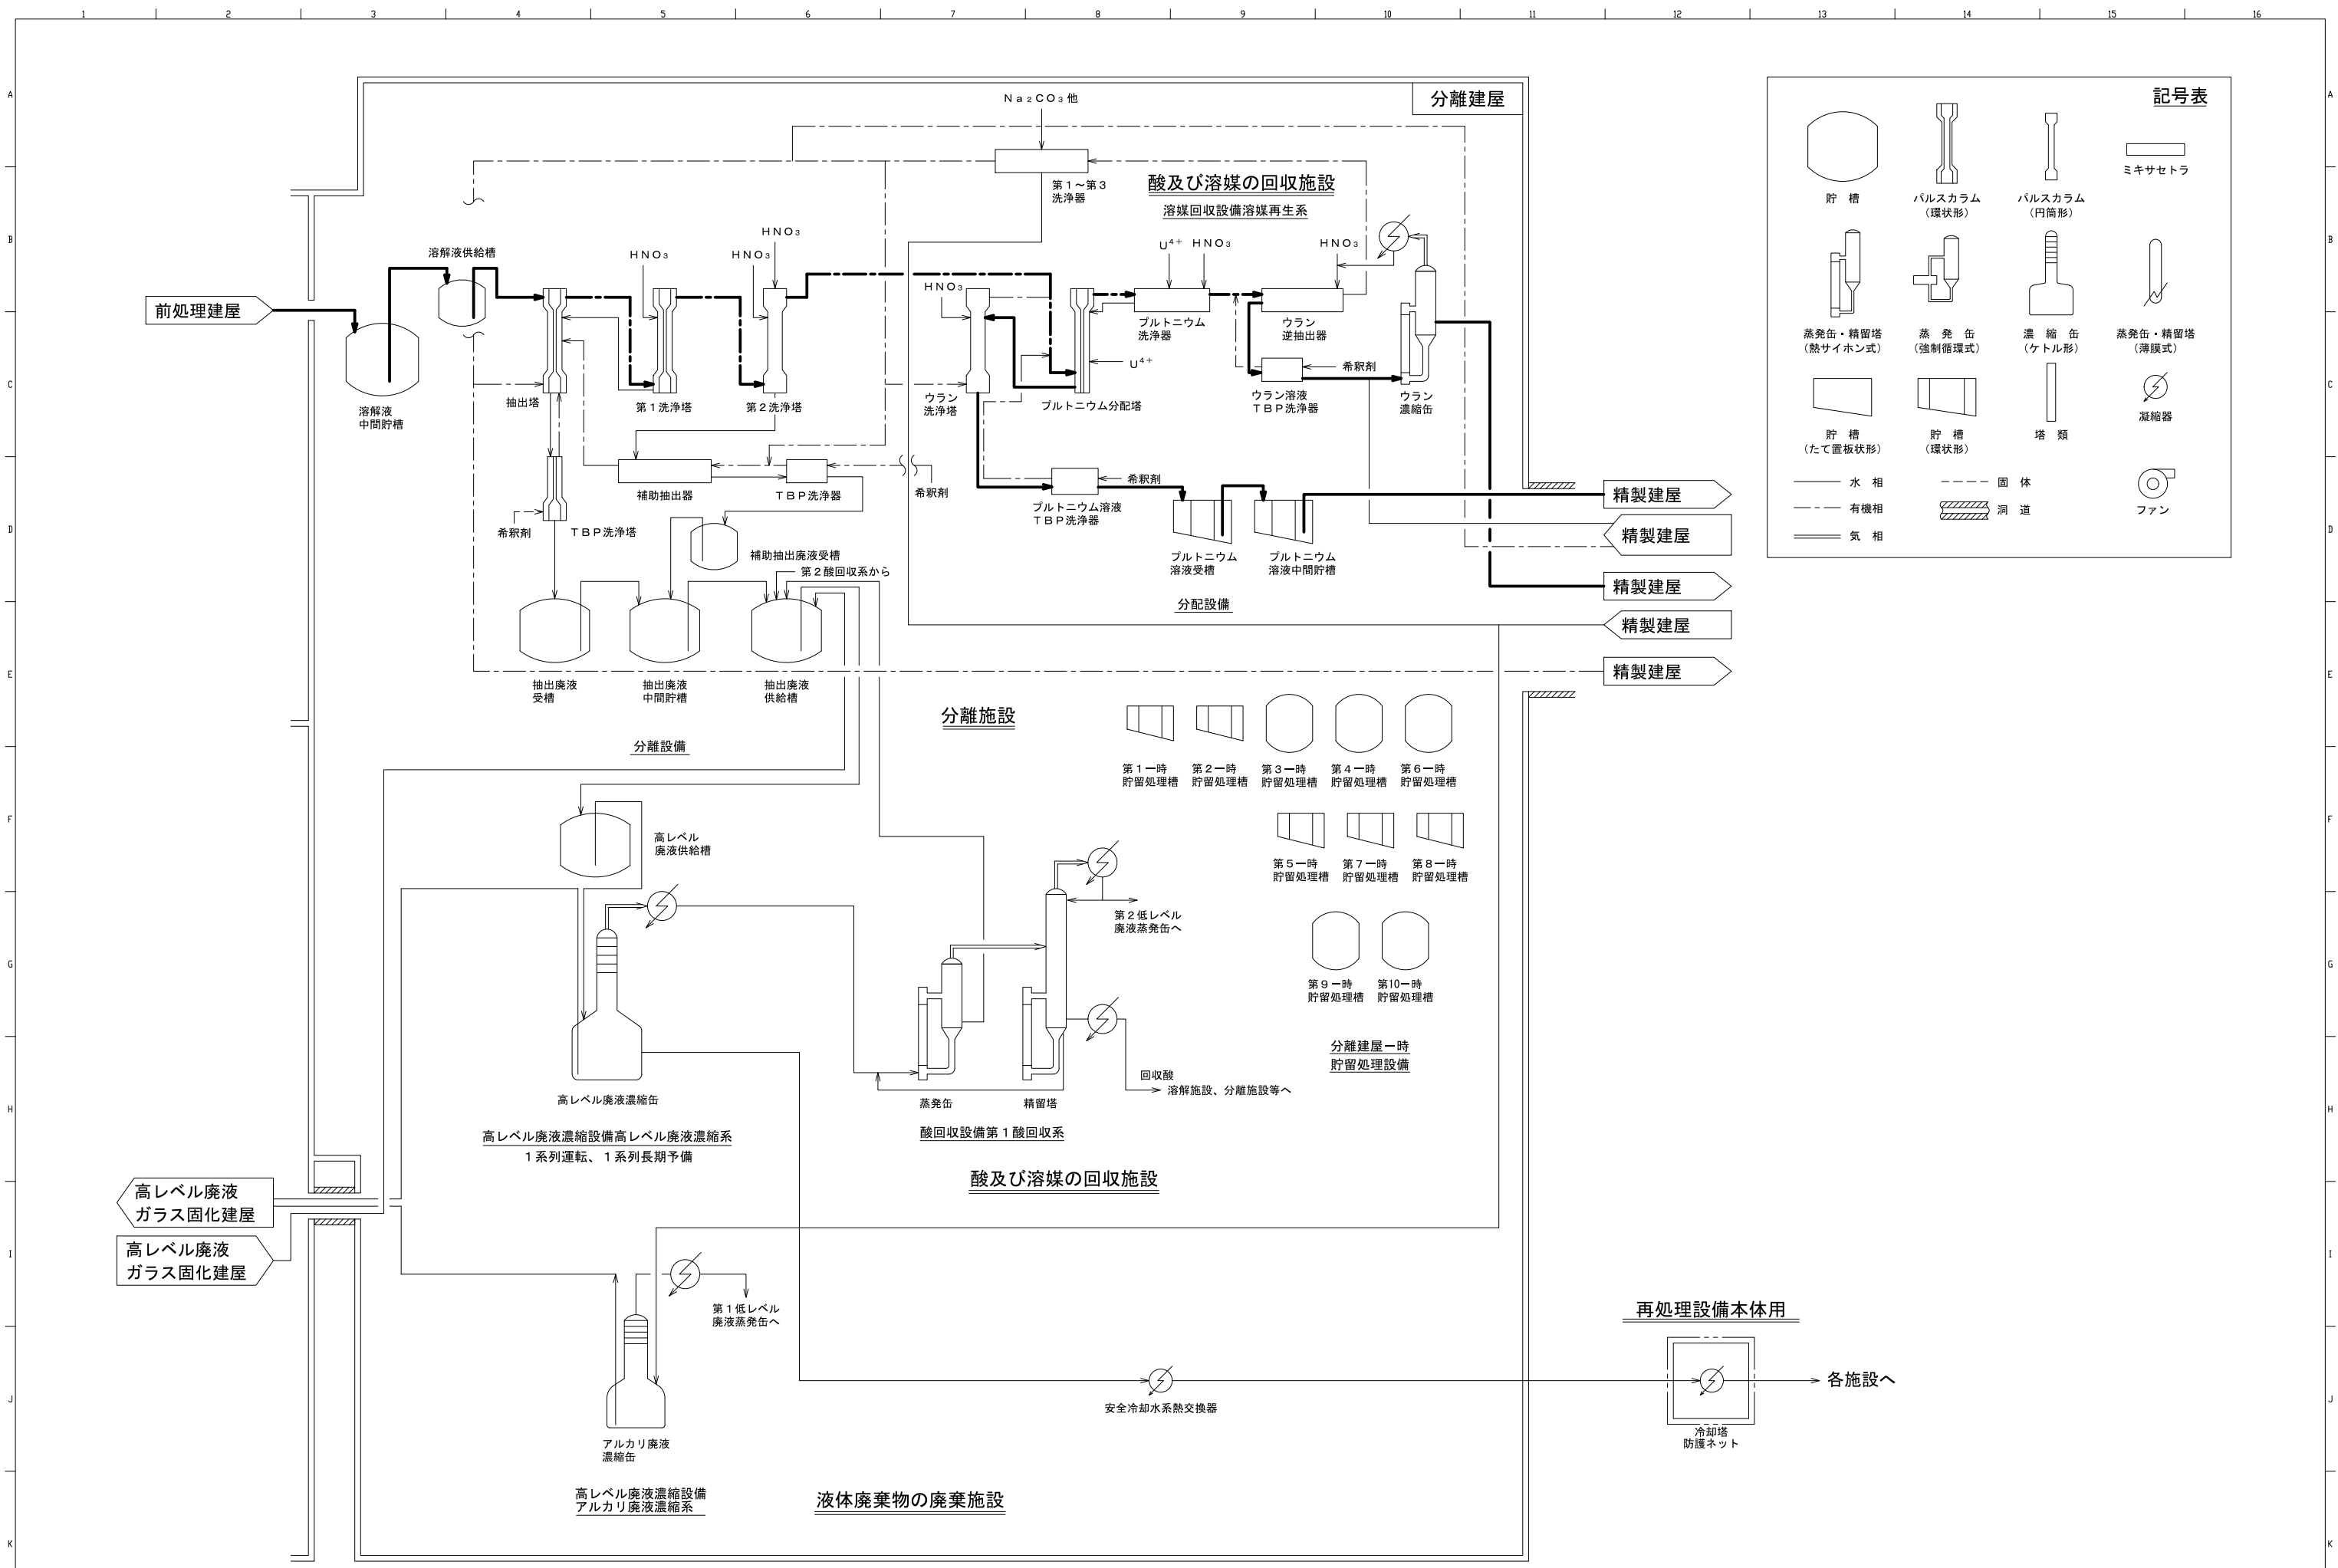 1 2 3 4 5 6 7 8 9 10 11 12 13 14 15 16
A
B
C
D
E
F
G
H
I
J
K
A
B
C
D
E
F
G
H
I
J
K
分離建屋
Na₂CO₃他
第1～第3
洗浄器
酸及び溶媒の回収施設
溶媒回収設備溶媒再生系
溶解液供給槽
HNO₃
HNO₃
HNO₃
HNO₃
U⁴⁺
HNO₃
HNO₃
前処理建屋
溶解液
中間貯槽
抽出塔
第1洗浄塔
第2洗浄塔
ウラン
洗浄塔
プルトニウム分配塔
U⁴⁺
プルトニウム
洗浄器
ウラン
逆抽出器
希釈剤
ウラン溶液
TBP洗浄器
ウラン
濃縮缶
補助抽出器
TBP洗浄器
希釈剤
希釈剤
プルトニウム溶液
TBP洗浄器
希釈剤
TBP洗浄塔
補助抽出廃液受槽
第2酸回収系から
プルトニウム
溶液受槽
プルトニウム
溶液中間貯槽
分配設備
精製建屋
精製建屋
精製建屋
精製建屋
精製建屋
抽出廃液
受槽
抽出廃液
中間貯槽
抽出廃液
供給槽
分離設備
分離施設
第1一時
貯留処理槽
第2一時
貯留処理槽
第3一時
貯留処理槽
第4一時
貯留処理槽
第6一時
貯留処理槽
第5一時
貯留処理槽
第7一時
貯留処理槽
第8一時
貯留処理槽
第9一時
貯留処理槽
第10一時
貯留処理槽
分離建屋一時
貯留処理設備
高レベル
廃液供給槽
第2低レベル
廃液蒸発缶へ
回収酸
溶解施設、分離施設等へ
高レベル廃液濃縮缶
蒸発缶
精留塔
高レベル廃液濃縮設備高レベル廃液濃縮系
1系列運転、1系列長期予備
酸回収設備第1酸回収系
酸及び溶媒の回収施設
高レベル廃液
ガラス固化建屋
高レベル廃液
ガラス固化建屋
第1低レベル
廃液蒸発缶へ
アルカリ廃液
濃縮缶
高レベル廃液濃縮設備
アルカリ廃液濃縮系
液体廃棄物の廃棄施設
安全冷却水系熱交換器
再処理設備本体用
各施設へ
冷却塔
防護ネット
記号表
貯 槽
パルスカラム
（環状形）
パルスカラム
（円筒形）
ミキサセトラ
蒸発缶・精留塔
（熱サイホン式）
蒸 発 缶
（強制循環式）
濃 縮 缶
（ケトル形）
蒸発缶・精留塔
（薄膜式）
貯 槽
（たて置板状形）
貯 槽
（環状形）
塔 類
凝縮器
水 相
固 体
有機相
洞 道
気 相
ファン